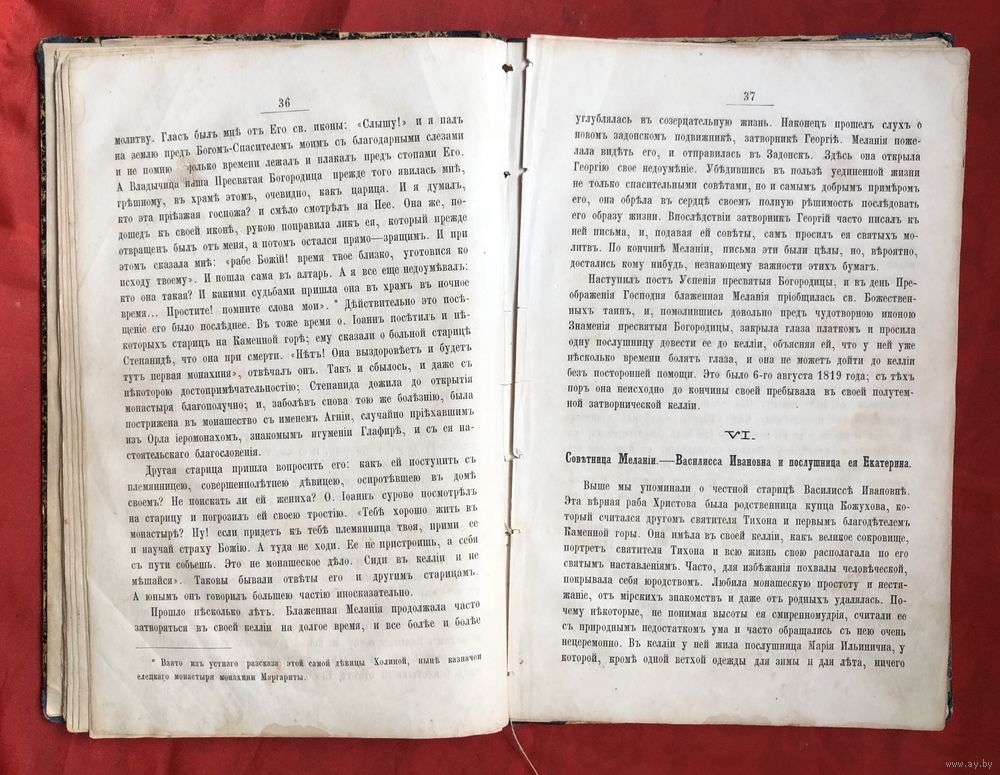 36
молитву. Гласъ былъ мнѣ отъ Его св. иконы: «Слышу!» и я палъ
на землю предъ Богомъ-Спасителемъ моимъ съ благодарными слезами
и не помню сколько времени лежалъ и плакалъ предъ стопами Его.
А Владычица наша Пресвятая Богородица прежде того явилась мнѣ,
грѣшному, въ храмѣ этомъ, очевидно, какъ царица. И я думалъ,
кто эта пріѣзжая госпожа? и смѣло смотрѣлъ на Нее. Она же, по-
дошедъ къ своей иконѣ, рукою поправила ликъ ея, который прежде
отвращенъ былъ отъ меня, а потомъ остался прямо—зрящимъ. И при
этомъ сказала мнѣ: «рабе Божій! время твое близко, уготовися ко
исходу твоему». И пошла сама въ алтарь. А я все еще недоумѣвалъ:
кто она такая? И какими судьбами пришла она въ храмъ въ ночное
время... Простите! помните слова мои». * Дѣйствительно это посѣ-
щеніе его было послѣднее. Въ тоже время о. Іоаннъ посѣтилъ и нѣ-
которыхъ старицъ на Каменной горѣ; ему сказали о больной старицѣ
Степанидѣ, что она при смерти. «Нѣтъ! Она выздоровѣетъ и будетъ
тутъ первая монахиня», отвѣчалъ онъ. Такъ и сбылось, и даже съ
нѣкоторою достопримѣчательностію; Степанида дожила до открытія
монастыря благополучно; и, заболѣвъ снова тою же болѣзнію, была
пострижена въ монашество съ именемъ Агніи, случайно пріѣхавшимъ
изъ Орла іеромонахомъ, знакомымъ игуменіи Глафирѣ, и съ ея на-
стоятельскаго благословенія.
Другая старица пришла вопросить его: какъ ей поступить съ
племянницею, совершеннолѣтнею дѣвицею, осиротѣвшею въ домѣ
своемъ? Не поискать ли ей жениха? О. Іоаннъ сурово посмотрѣлъ
на старицу и погрозилъ ей своею тростію. «Тебѣ хорошо жить въ
монастырѣ? Ну! если придетъ къ тебѣ племянница твоя, прими ее
и научай страху Божію. А туда не ходи. Ее не пристроишь, а себя
съ пути собьешь. Это не монашеское дѣло. Сиди въ келліи и не
мѣшайся». Таковы бывали отвѣты его и другимъ старицамъ.
А юнымъ онъ говорилъ большею частію иносказательно.
Прошло нѣсколько лѣтъ. Блаженная Меланія продолжала часто
затворяться въ своей келліи на долгое время, и все болѣе и болѣе
* Взято изъ устнаго разсказа этой самой дѣвицы Холиной, нынѣ казначеи
елецкаго монастыря монахини Маргариты.
37
углублялась въ созерцательную жизнь. Наконецъ прошелъ слухъ о
новомъ задонскомъ подвижникѣ, затворникѣ Георгіѣ. Меланія поже-
лала видѣть его, и отправилась въ Задонскъ. Здѣсь она открыла
Георгію свое недоумѣніе. Убѣдившись въ пользѣ уединенной жизни
не только спасительными совѣтами, но и самымъ добрымъ примѣромъ
его, она обрѣла въ сердцѣ своемъ полную рѣшимость послѣдовать
его образу жизни. Впослѣдствіи затворникъ Георгій часто писалъ къ
ней письма, и, подавая ей совѣты, самъ просилъ ея святыхъ мо-
литвъ. По кончинѣ Меланіи, письма эти были цѣлы, но, вѣроятно,
достались кому нибудь, незнающему важности этихъ бумагъ.
Наступилъ постъ Успенія пресвятыя Богородицы, и въ день Пре-
ображенія Господня блаженная Меланія пріобщилась св. Божествен-
ныхъ таинъ, и, помолившись довольно предъ чудотворною иконою
Знаменія пресвятыя Богородицы, закрыла глаза платкомъ и просила
одну послушницу довести ее до келліи, объясняя ей, что у ней уже
нѣсколько времени болятъ глаза, и она не можетъ дойти до келліи
безъ посторонней помощи. Это было 6-го августа 1819 года; съ тѣхъ
поръ она неисходно до кончины своей пребывала въ своей полутем-
ной затворнической келліи.
VI.
Совѣтница Меланіи.—Василисса Ивановна и послушница ея Екатерина.
Выше мы упоминали о честной старицѣ Василиссѣ Ивановнѣ.
Эта вѣрная раба Христова была родственница купца Кожухова, ко-
торый считался другомъ святителя Тихона и первымъ благодѣтелемъ
Каменной горы. Она имѣла въ своей келліи, какъ великое сокровище,
портретъ святителя Тихона и всю жизнь свою располагала по его
святымъ наставленіямъ. Часто, для избѣжанія похвалы человѣческой,
покрывала себя юродствомъ. Любила монашескую простоту и нестя-
жаніе, отъ мірскихъ знакомствъ и даже отъ родныхъ удалялась. По-
чему нѣкоторые, не понимая высоты ея смиренномудрія, считали ее
съ природнымъ недостаткомъ ума и часто обращались съ нею очень
нецеремонно. Въ келліи у ней жила послушница Марія Ильинична, у
которой, кромѣ одной ветхой одежды для зимы и для лѣта, ничего
www.ay.by